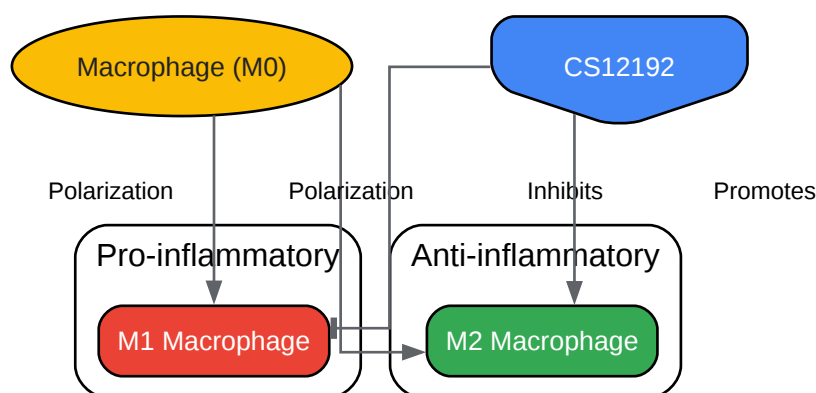 Macrophage (M0)
CS12192
Polarization
Polarization
Inhibits
Promotes
Pro-inflammatory
Anti-inflammatory
M1 Macrophage
M2 Macrophage